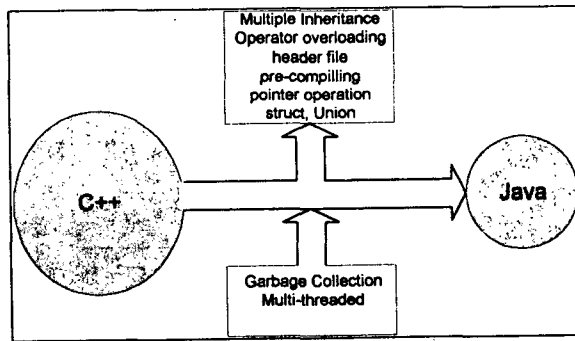 Multiple Inheritance
Operator overloading
header file
pre-compilling
pointer operation
struct, Union
C++
Java
Garbage Collection
Multi-threaded